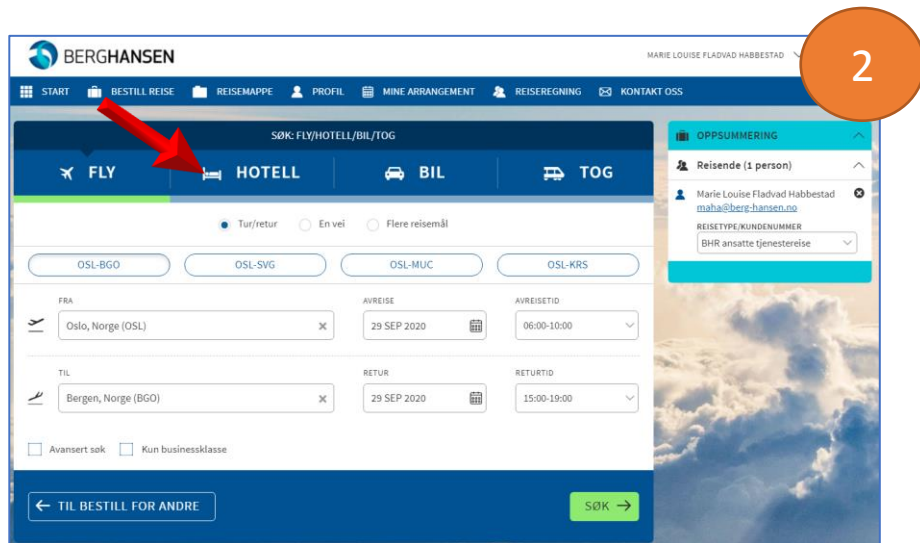 2
BERGHANSEN
MARIE LOUISE FLADVAD HABBESTAD
START BESTILL REISE REISEMAPPE PROFIL MINE ARRANGEMENT REISEREGNING KONTAKT OSS
SØK: FLY/HOTELL/BIL/TOG
FLY HOTELL BIL TOG
Tur/retur En vei Flere reisemål
OSL-BGO OSL-SVG OSL-MUC OSL-KRS
FRA AVREISE AVREISETID
Oslo, Norge (OSL) 29 SEP 2020 06:00-10:00
TIL RETUR RETURTID
Bergen, Norge (BGO) 29 SEP 2020 15:00-19:00
Avansert søk Kun businessklasse
TIL BESTILL FOR ANDRE SØK
OPPSUMMERING
Reisende (1 person)
Marie Louise Fladvad Habbestad
maha@berg-hansen.no
REISETYPE/KUNDENUMMER
BHR ansatte tjenestereise